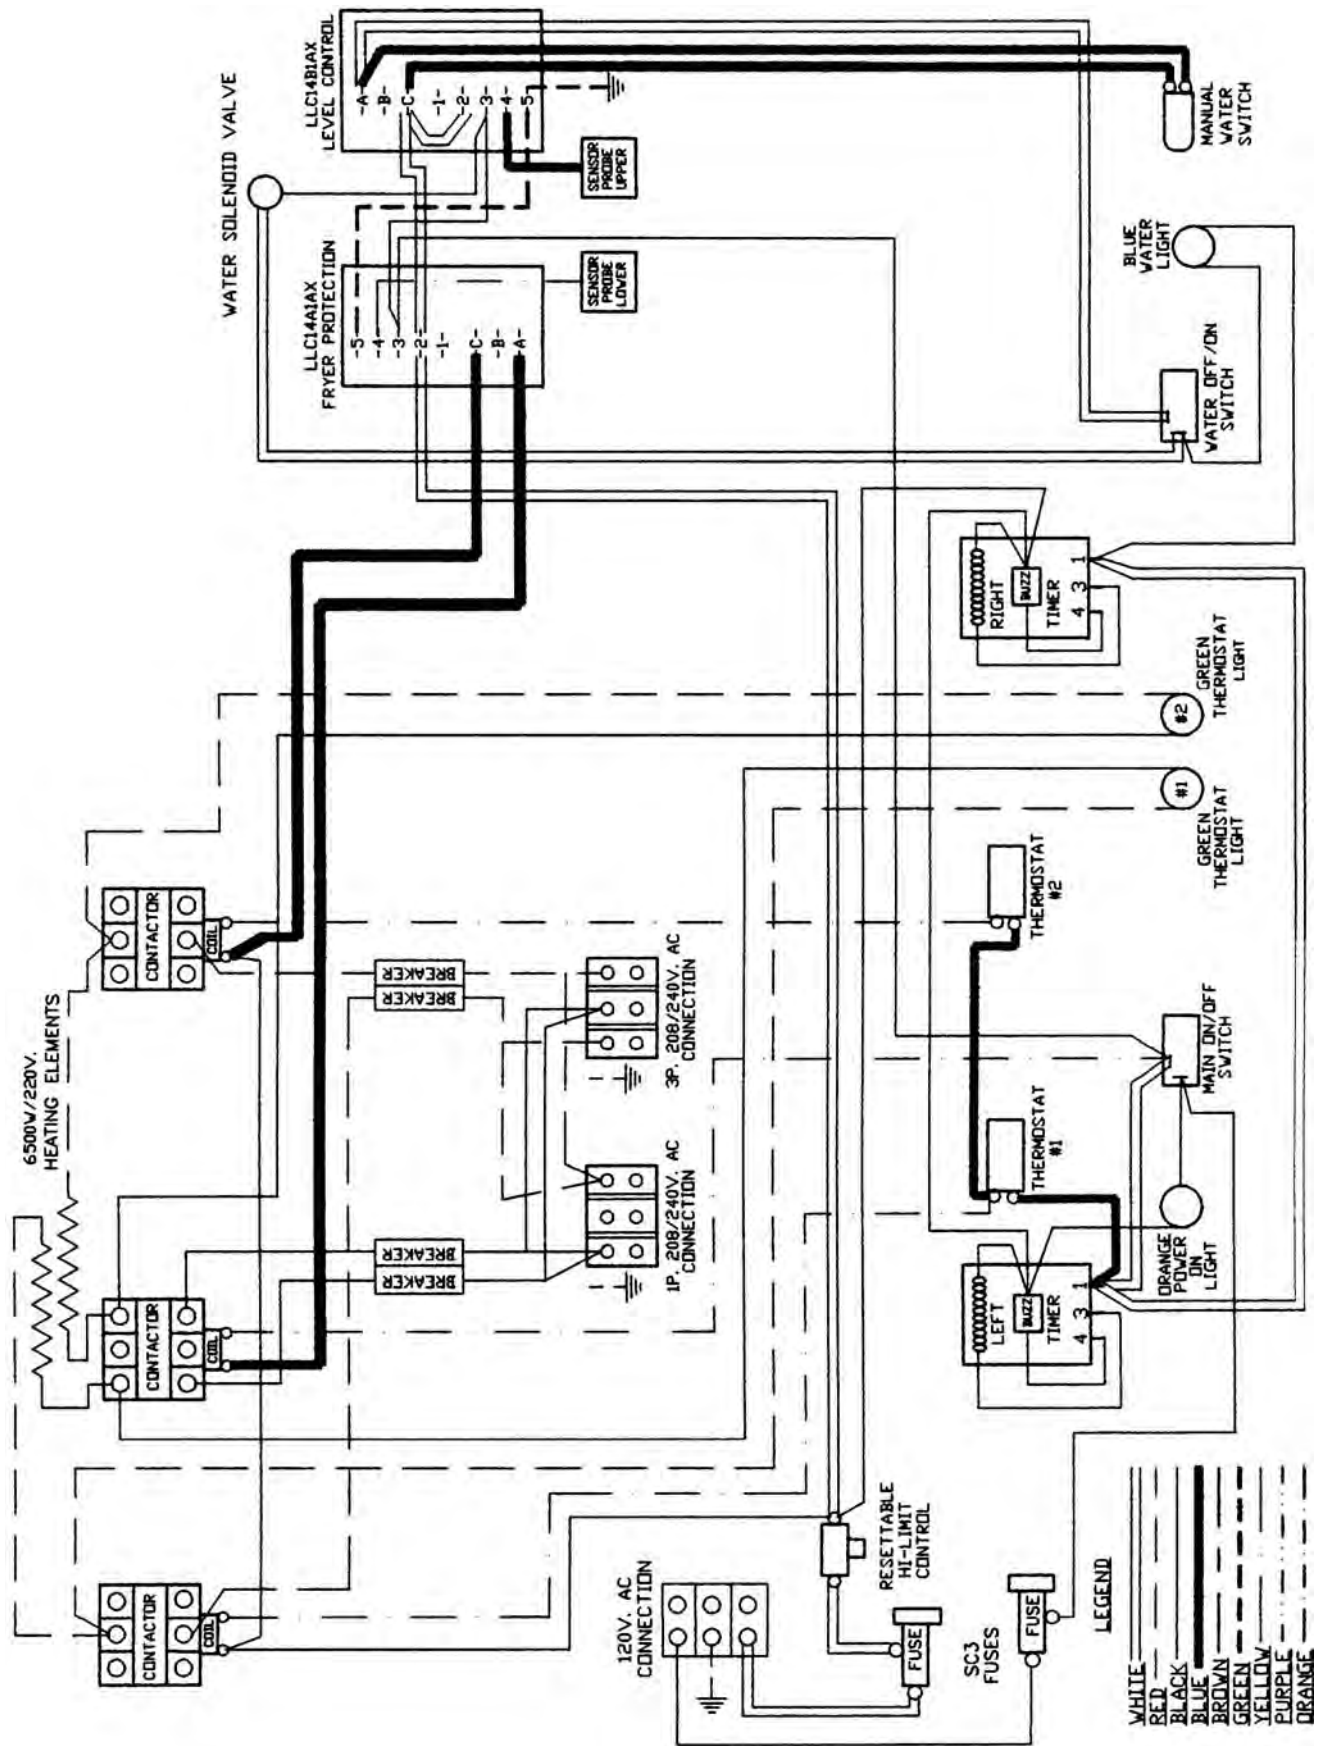 WATER SOLENOID VALVE
LLC14B1AX
LEVEL CONTROL
-A-
-B-
-C-
-1-
-2-
-3-
-4-
-5-
SENSOR
PROBE
UPPER
MANUAL
WATER
SWITCH
LLC14A1AX
FRYER PROTECTION
-5-
-4-
-3-
-2-
-1-
-C-
-B-
-A-
SENSOR
PROBE
LOWER
BLUE
WATER
LIGHT
WATER OFF/ON
SWITCH
RIGHT
BUZZ
TIMER
4 3 1
#2
GREEN
THERMOSTAT
LIGHT
#1
GREEN
THERMOSTAT
LIGHT
6500W/220V.
HEATING ELEMENTS
CONTACTOR
COIL
BREAKER
BREAKER
3P. 208/240V. AC
CONNECTION
THERMOSTAT
#2
CONTACTOR
COIL
BREAKER
BREAKER
1P. 208/240V. AC
CONNECTION
THERMOSTAT
#1
MAIN ON/OFF
SWITCH
ORANGE
POWER
ON
LIGHT
LEFT
BUZZ
TIMER
4 3 1
CONTACTOR
COIL
120V. AC
CONNECTION
RESETTABLE
HI-LIMIT
CONTROL
FUSE
SC3
FUSES
FUSE
LEGEND
WHITE
RED
BLACK
BLUE
BROWN
GREEN
YELLOW
PURPLE
ORANGE